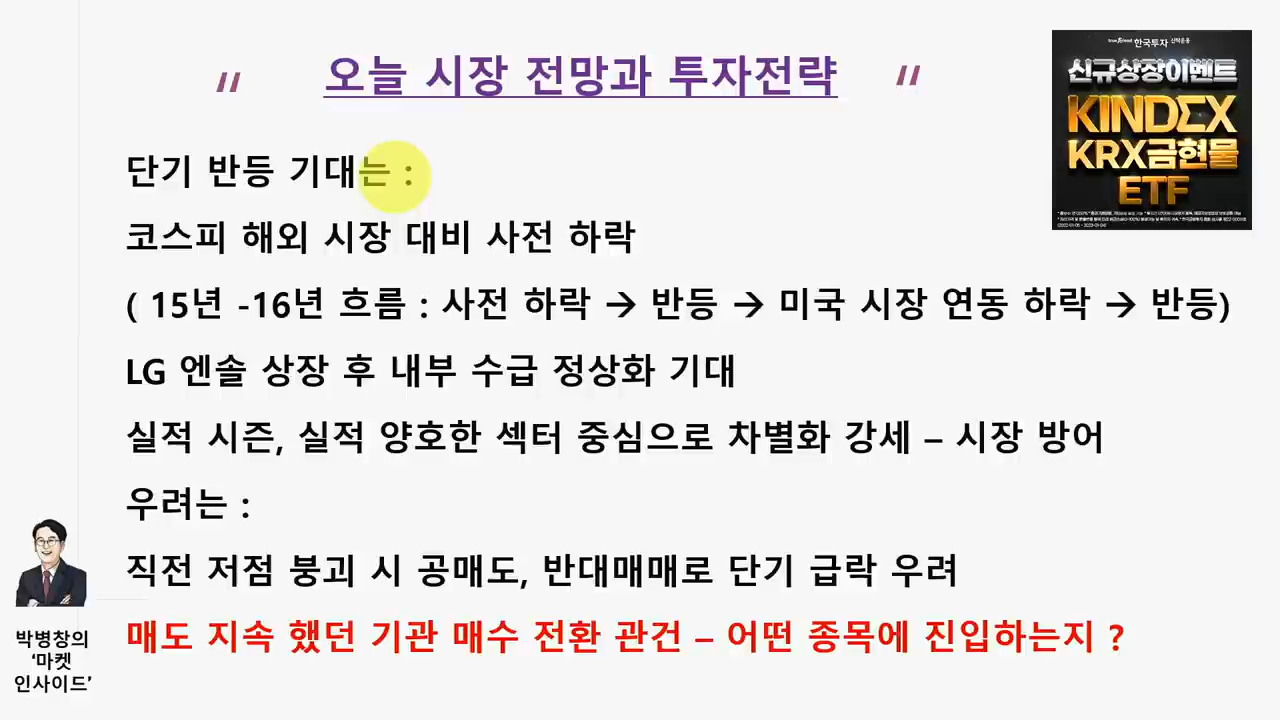 " 오늘 시장 전망과 투자전략 "
단기 반등 기대는 :
코스피 해외 시장 대비 사전 하락
( 15년 -16년 흐름 : 사전 하락 → 반등 → 미국 시장 연동 하락 → 반등)
LG 엔솔 상장 후 내부 수급 정상화 기대
실적 시즌, 실적 양호한 섹터 중심으로 차별화 강세 – 시장 방어
우려는 :
직전 저점 붕괴 시 공매도, 반대매매로 단기 급락 우려
매도 지속 했던 기관 매수 전환 관건 – 어떤 종목에 진입하는지 ?
한국투자 신탁운용
신규상장이벤트
KINDEX
KRX금현물
ETF
박병창의
‘마켓
인사이드’